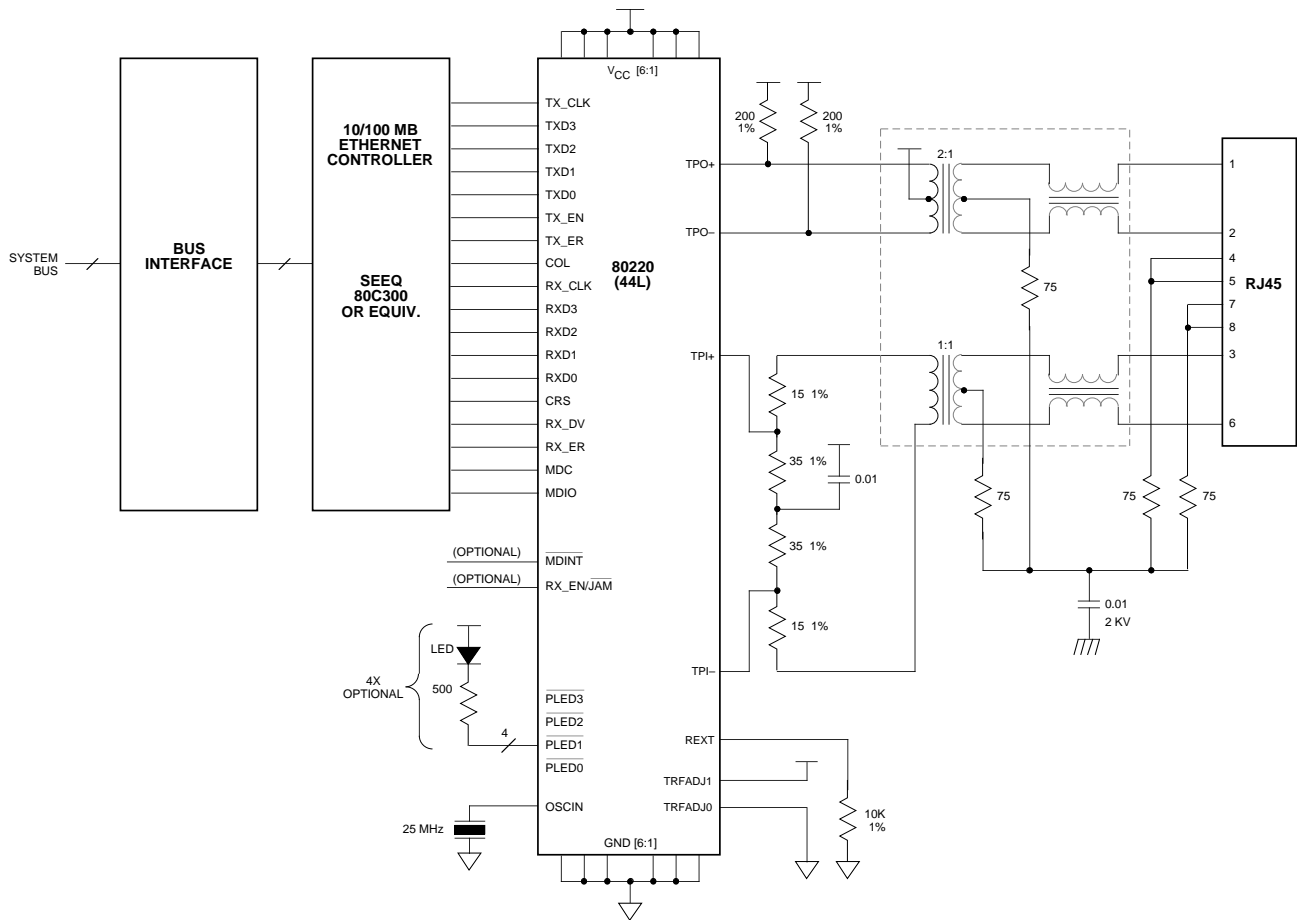 VCC [6:1]
SYSTEM
BUS
BUS
INTERFACE
10/100 MB
ETHERNET
CONTROLLER
SEEQ
80C300
OR EQUIV.
TX_CLK
TXD3
TXD2
TXD1
TXD0
TX_EN
TX_ER
COL
RX_CLK
RXD3
RXD2
RXD1
RXD0
CRS
RX_DV
RX_ER
MDC
MDIO
(OPTIONAL)
MDINT
(OPTIONAL)
RX_EN/JAM
LED
500
4X
OPTIONAL
4
PLED3
PLED2
PLED1
PLED0
OSCIN
25 MHz
80220
(44L)
GND [6:1]
TPO+
TPO–
TPI+
TPI–
REXT
TRFADJ1
TRFADJ0
200
1%
200
1%
2:1
75
1:1
15 1%
35 1%
0.01
35 1%
15 1%
75
75
75
0.01
2 KV
10K
1%
1
2
4
5
7
8
3
6
RJ45